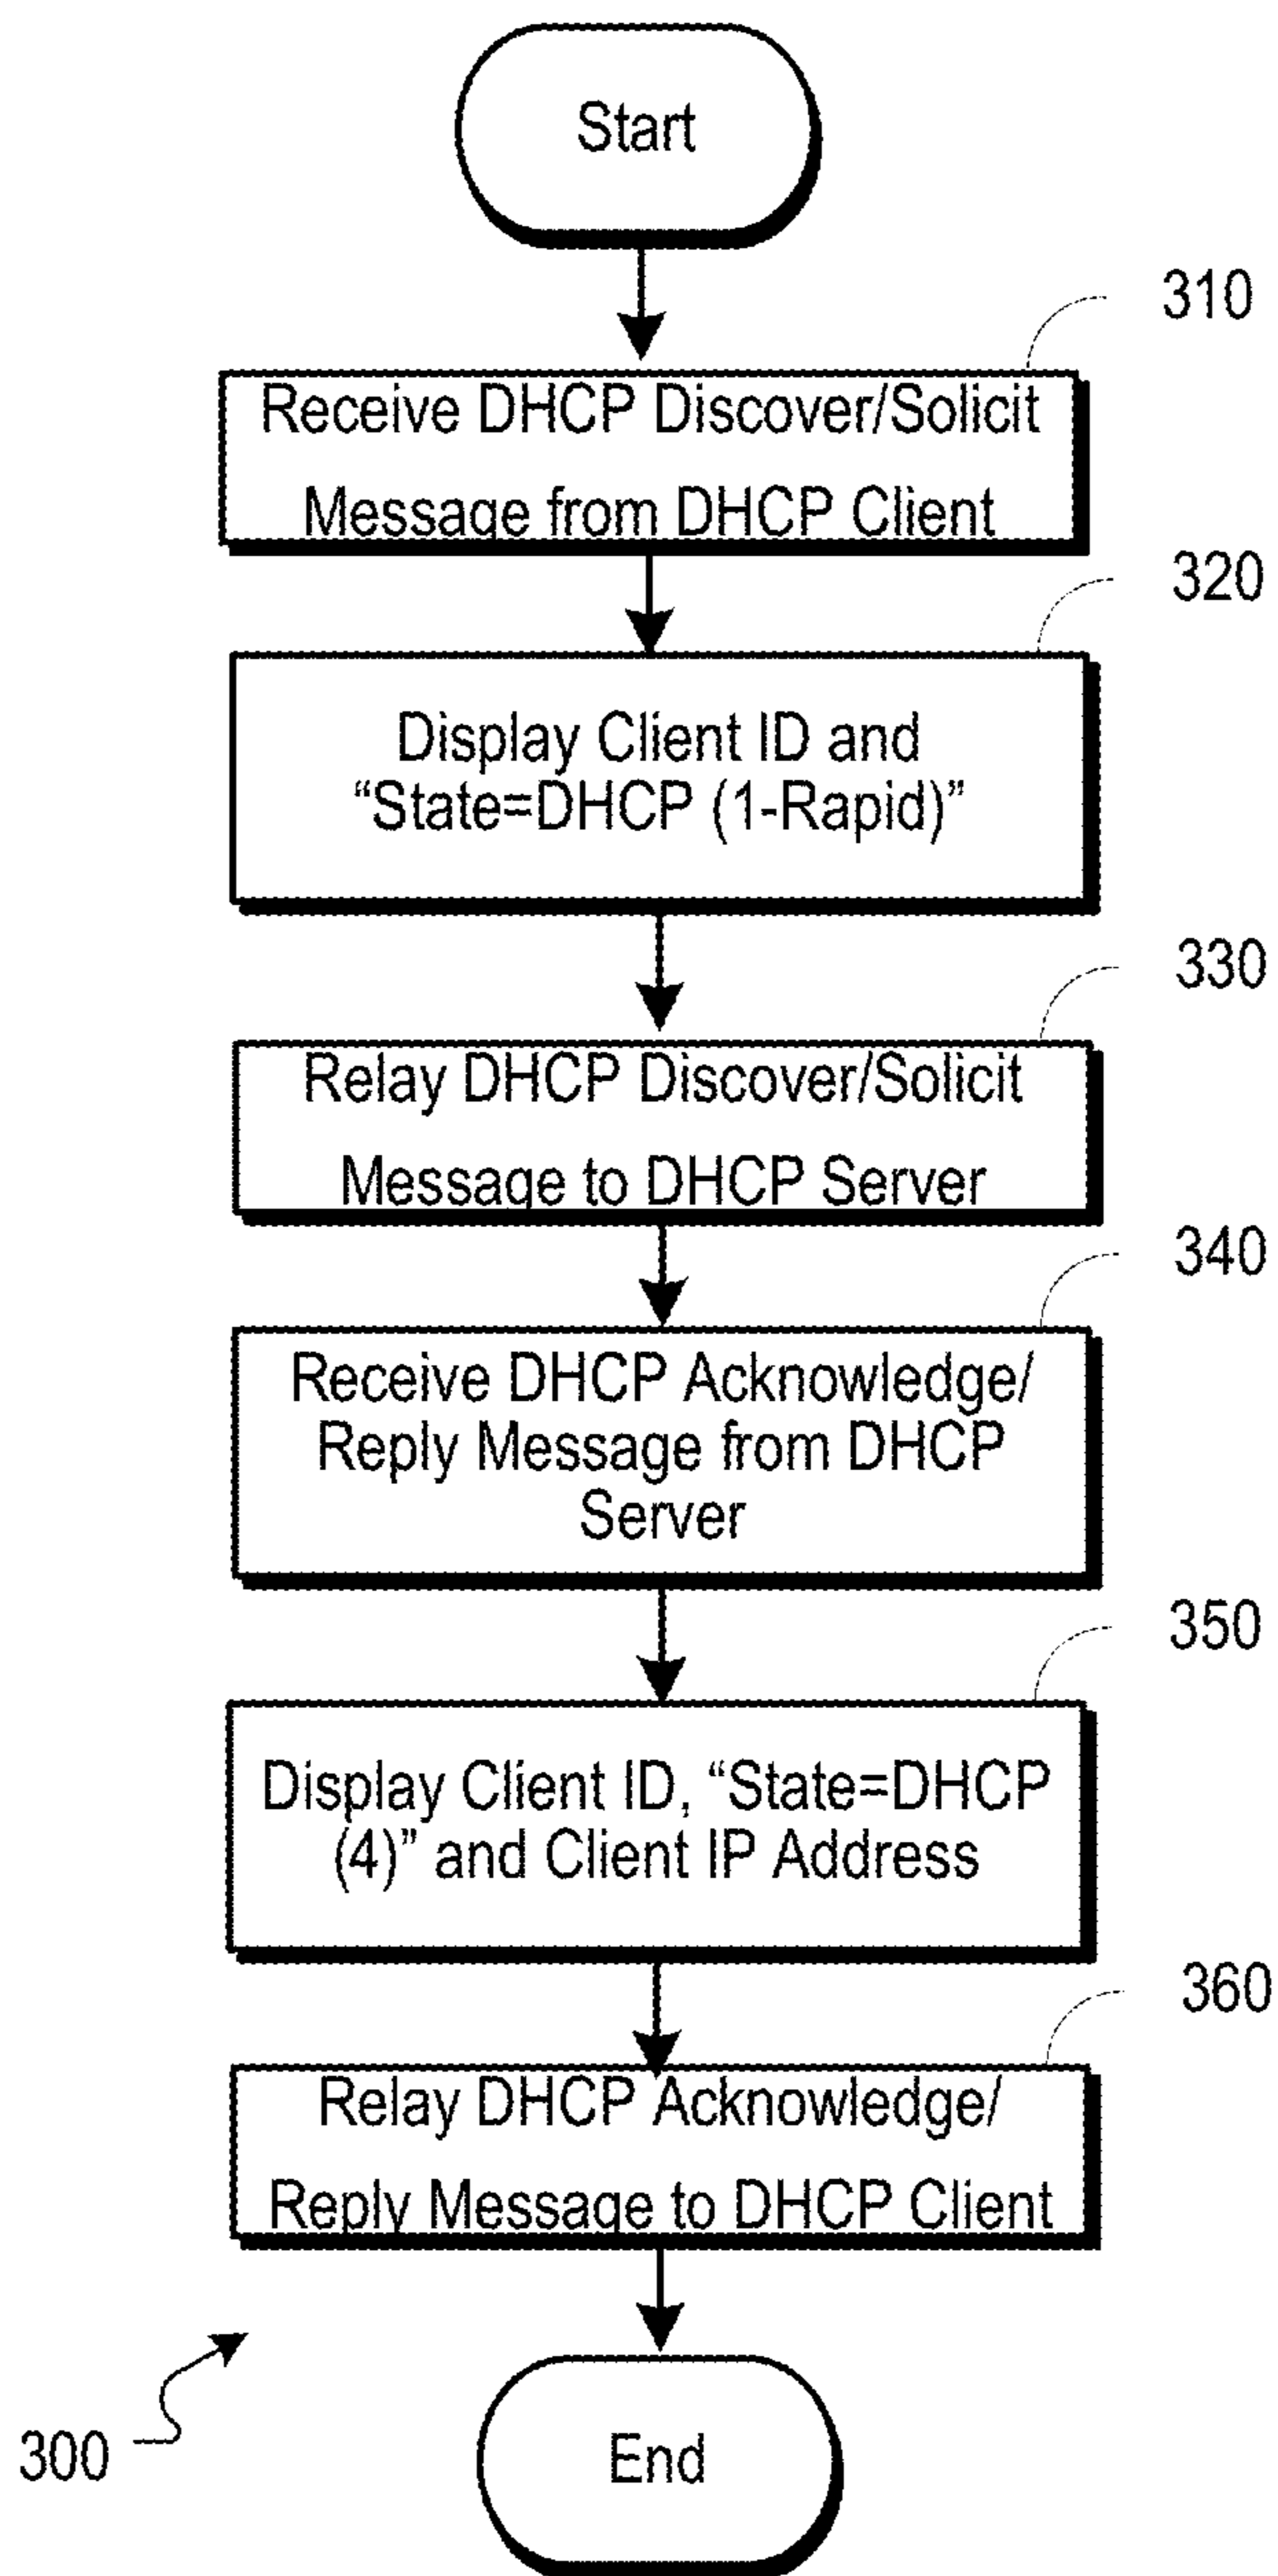 Start
310
Receive DHCP Discover/Solicit
Message from DHCP Client
320
Display Client ID and
“State=DHCP (1-Rapid)”
330
Relay DHCP Discover/Solicit
Message to DHCP Server
340
Receive DHCP Acknowledge/
Reply Message from DHCP
Server
350
Display Client ID, “State=DHCP
(4)” and Client IP Address
360
Relay DHCP Acknowledge/
Reply Message to DHCP Client
300
End